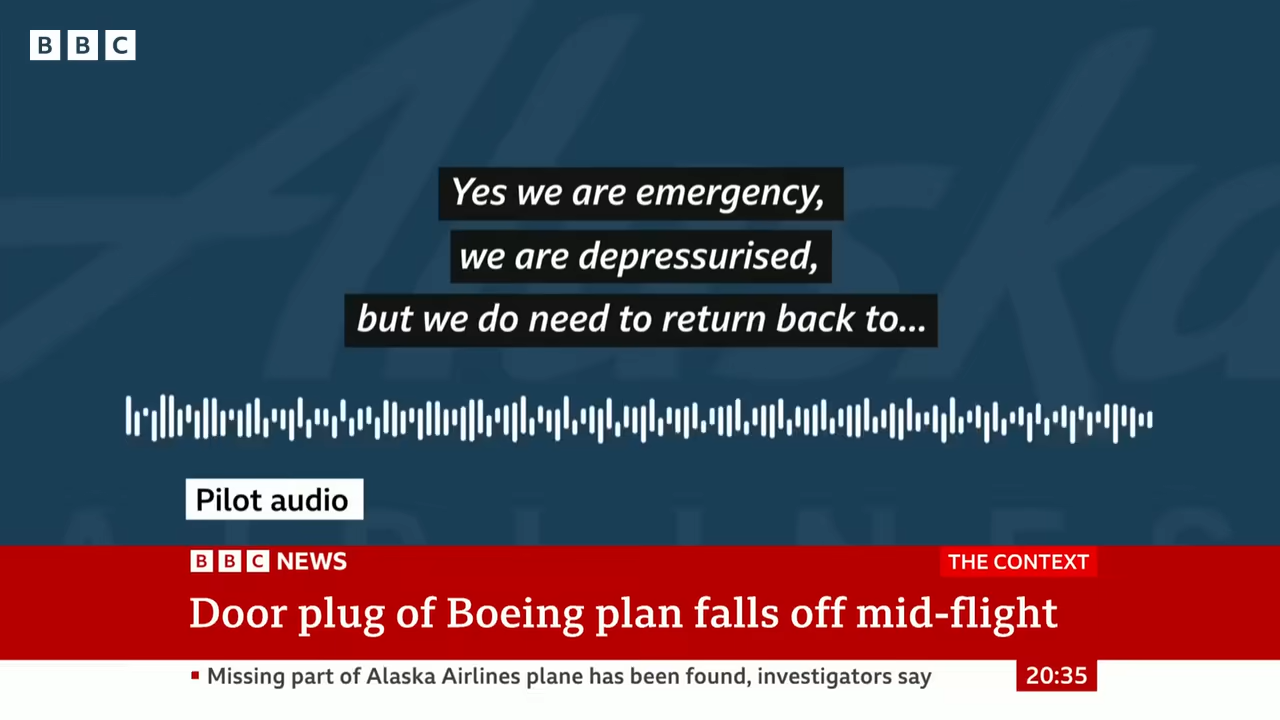 BBC
Alaska
Yes we are emergency,
we are depressurised,
but we do need to return back to...
Pilot audio
AIRLINES
BBC NEWS
THE CONTEXT
Door plug of Boeing plan falls off mid-flight
Missing part of Alaska Airlines plane has been found, investigators say
20:35